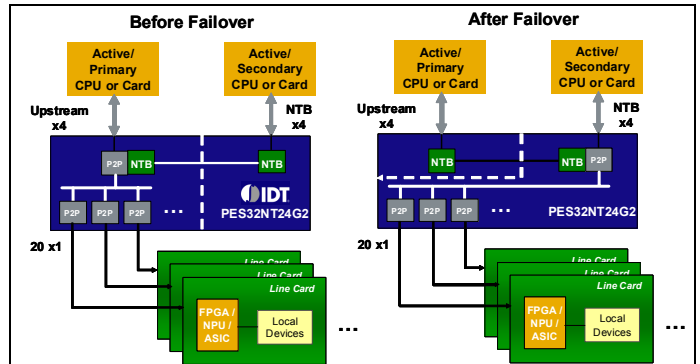 Before Failover
Active/
Primary
CPU or Card
Active/
Secondary
CPU or Card
Upstream
x4
NTB
x4
P2P
NTB
NTB
IDT
P2P
P2P
P2P
...
PES32NT24G2
20 x1
Line Card
Line Card
Line Card
FPGA /
NPU /
ASIC
Local
Devices
...
After Failover
Active/
Primary
CPU or Card
Active/
Secondary
CPU or Card
Upstream
x4
NTB
x4
NTB
NTB
P2P
P2P
P2P
P2P
...
PES32NT24G2
20 x1
Line Card
Line Card
Line Card
FPGA /
NPU /
ASIC
Local
Devices
...